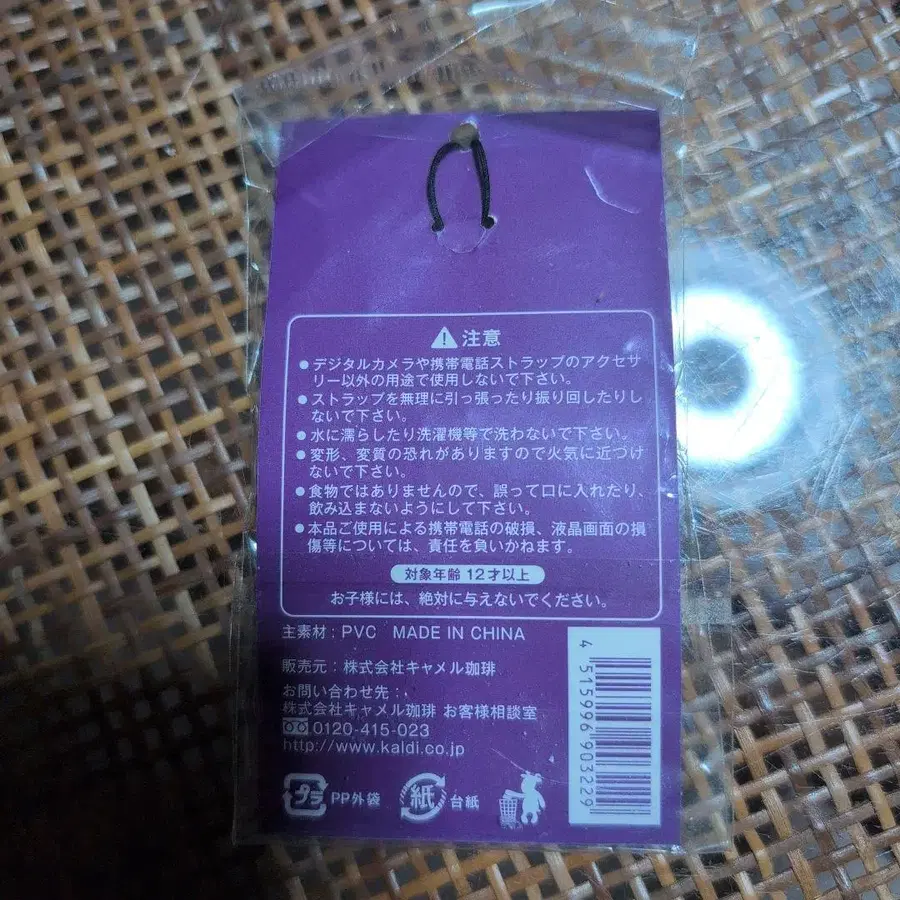 注意
●デジタルカメラや携帯電話ストラップのアクセサ
リー以外の用途で使用しないで下さい。
●ストラップを無理に引っ張ったり振り回したりし
ないで下さい。
●水に濡らしたり洗濯機等で洗わないで下さい。
●変形、変質の恐れがありますので火気に近づけ
ないで下さい。
●食物ではありませんので、誤って口に入れたり、
飲み込まないようにして下さい。
●本品ご使用による携帯電話の破損、液晶画面の損
傷等については、責任を負いかねます。
対象年齢 12才以上
お子様には、絶対に与えないでください。
主素材：PVC MADE IN CHINA
販売元：株式会社キャメル珈琲
お問い合わせ先：
株式会社キャメル珈琲 お客様相談室
0120-415-023
http://www.kaldi.co.jp
プラ PP外袋 紙 台紙
4 515996 903229